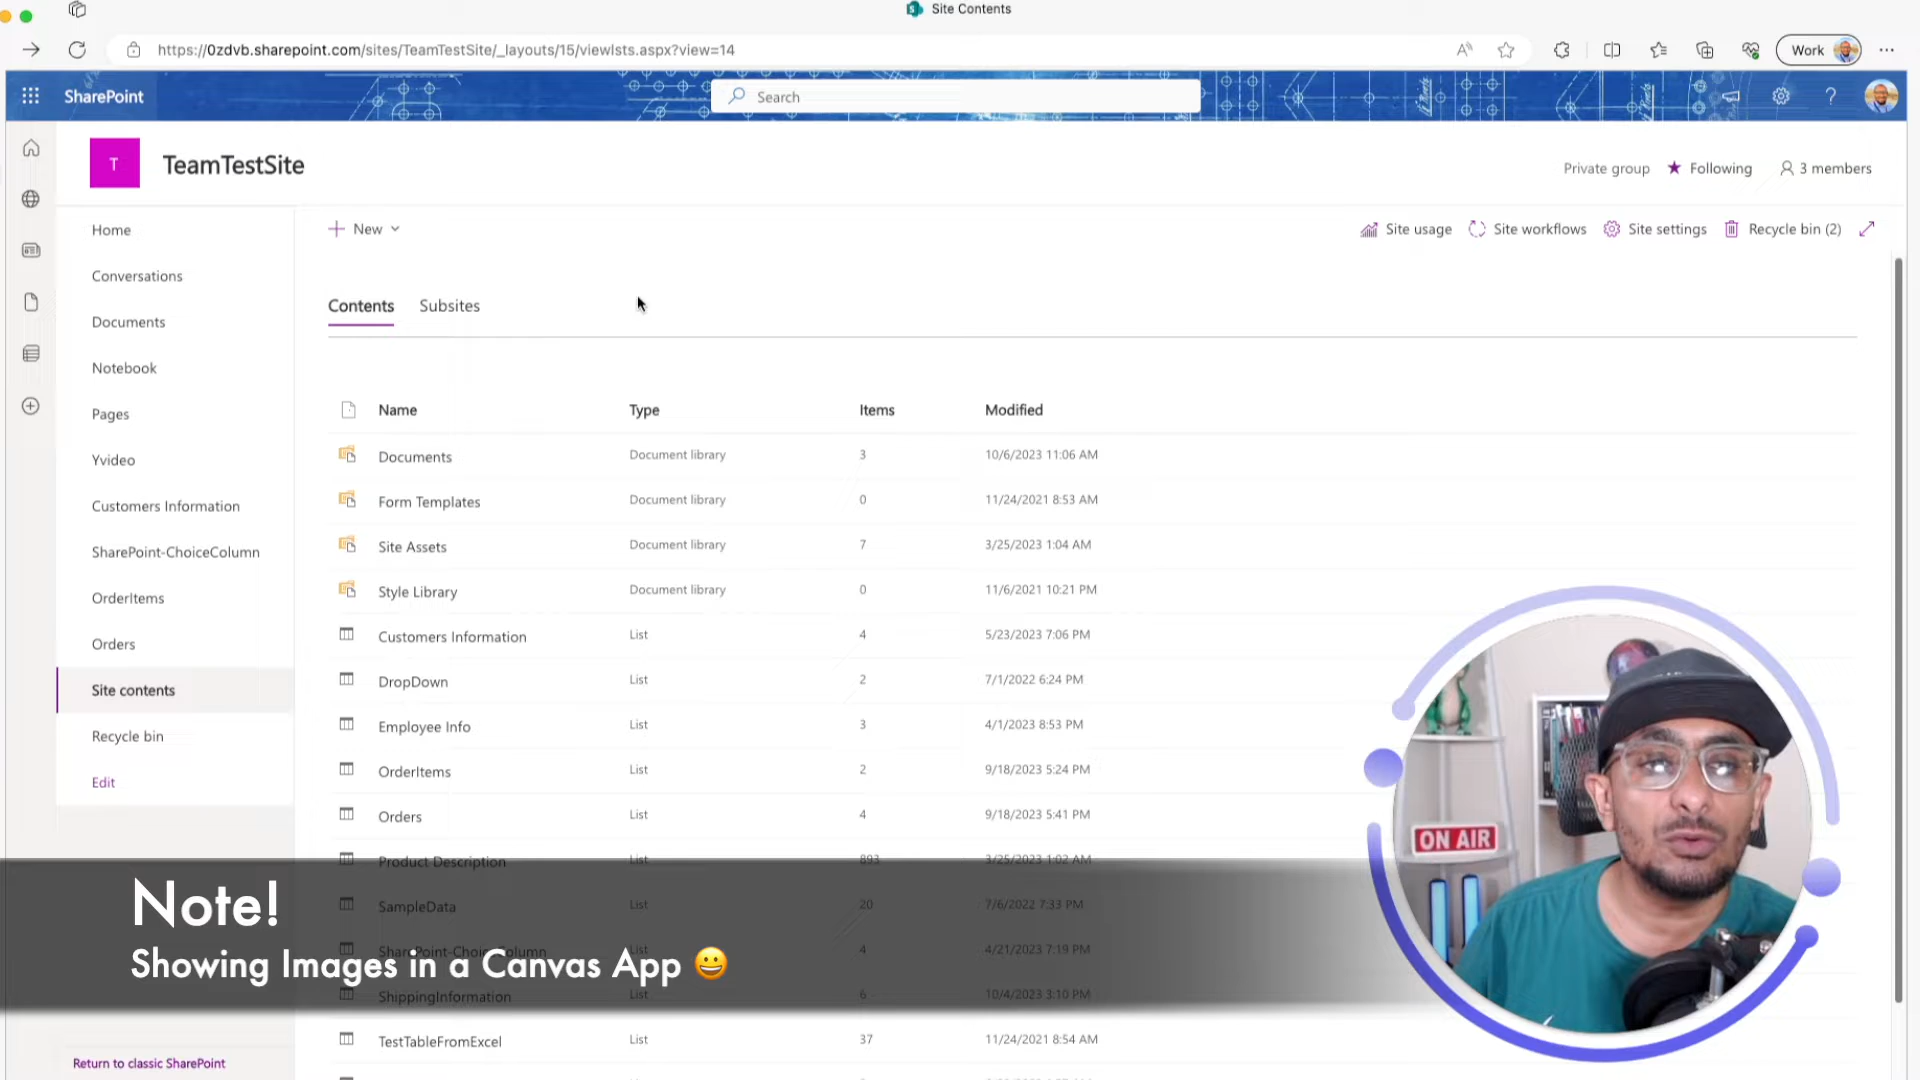 Site Contents
https://0zdvb.sharepoint.com/sites/TeamTestSite/_layouts/15/viewlsts.aspx?view=14
Work
SharePoint
Search
?
T
TeamTestSite
Private group
Following
3 members
Home
Conversations
Documents
Notebook
Pages
Yvideo
Customers Information
SharePoint-ChoiceColumn
OrderItems
Orders
Site contents
Recycle bin
Edit
Return to classic SharePoint
New
Site usage
Site workflows
Site settings
Recycle bin (2)
Contents
Subsites
Name Type Items Modified
Documents Document library 3 10/6/2023 11:06 AM
Form Templates Document library 0 11/24/2021 8:53 AM
Site Assets Document library 7 3/25/2023 1:04 AM
Style Library Document library 0 11/6/2021 10:21 PM
Customers Information List 4 5/23/2023 7:06 PM
DropDown List 2 7/1/2022 6:24 PM
Employee Info List 3 4/1/2023 8:53 PM
OrderItems List 2 9/18/2023 5:24 PM
Orders List 4 9/18/2023 5:41 PM
Product Description List 893 3/25/2023 1:02 AM
SampleData List 20 7/6/2022 7:33 PM
SharePoint-ChoiceColumn List 4 4/21/2023 7:19 PM
ShippingInformation List 6 10/4/2023 3:10 PM
TestTableFromExcel List 37 11/24/2021 8:54 AM
Note!
Showing Images in a Canvas App 😀
ON AIR